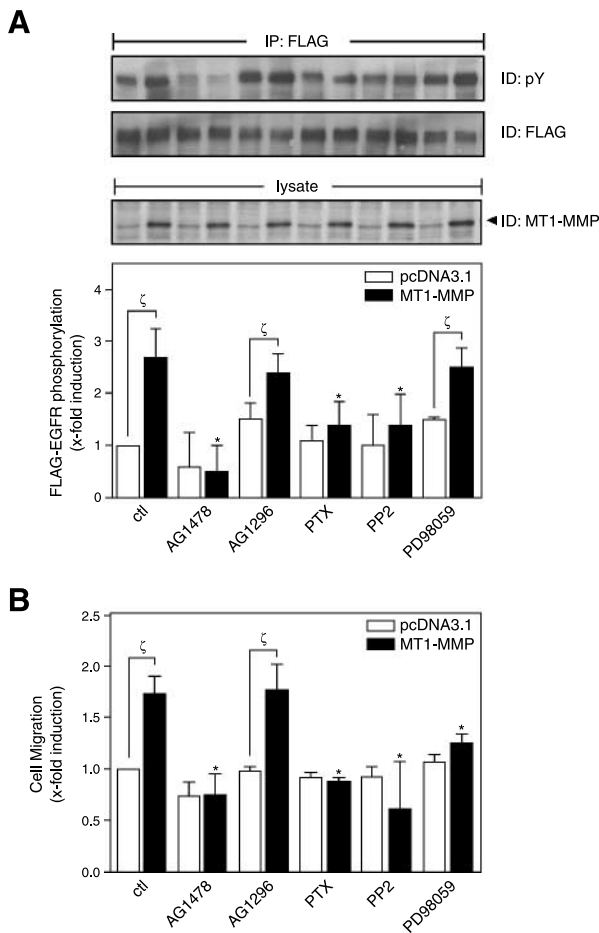 A
IP: FLAG
ID: pY
ID: FLAG
lysate
ID: MT1-MMP
pcDNA3.1
MT1-MMP
FLAG-EGFR phosphorylation
(x-fold induction)
4
3
2
1
0
ζ
*
ζ
*
*
ζ
ctl
AG1478
AG1296
PTX
PP2
PD98059
B
pcDNA3.1
MT1-MMP
Cell Migration
(x-fold induction)
2.5
2.0
1.5
1.0
0.5
0.0
ζ
*
ζ
*
*
*
ctl
AG1478
AG1296
PTX
PP2
PD98059